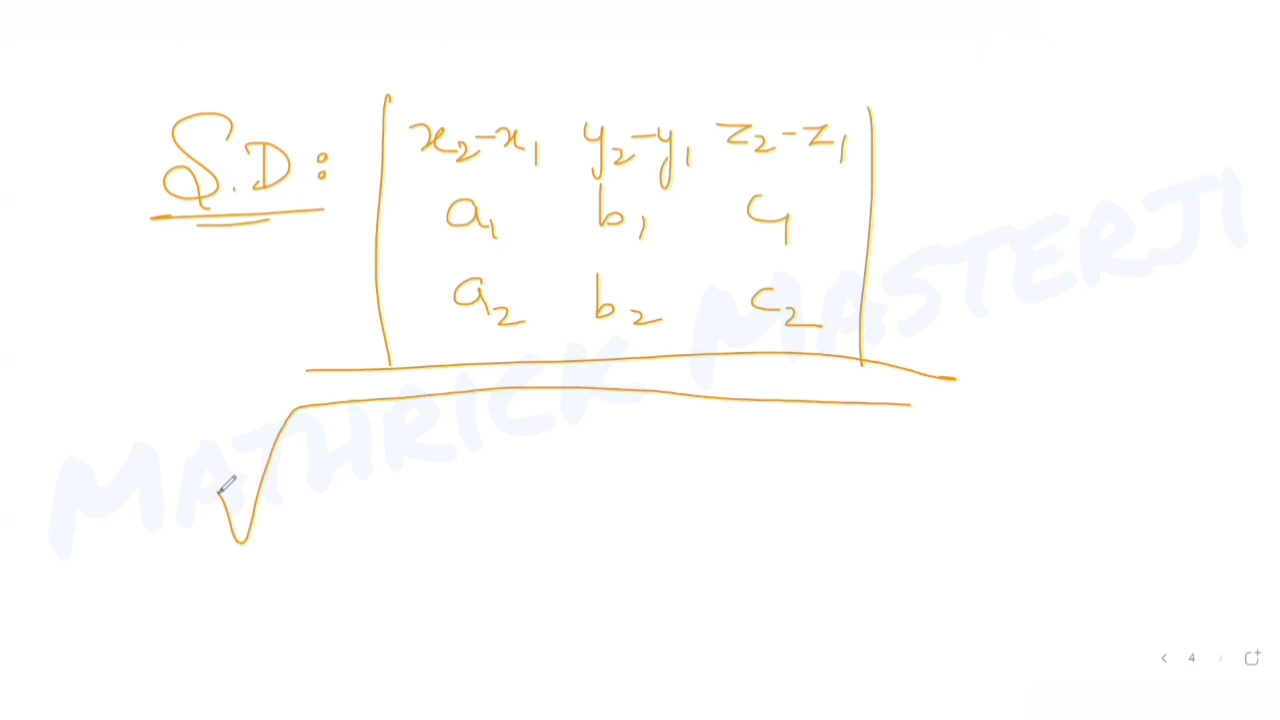 S.D:
x₂-x₁ y₂-y₁ z₂-z₁
a₁ b₁ c₁
a₂ b₂ c₂
√
MATHRICK MASTERJI
< 4 >